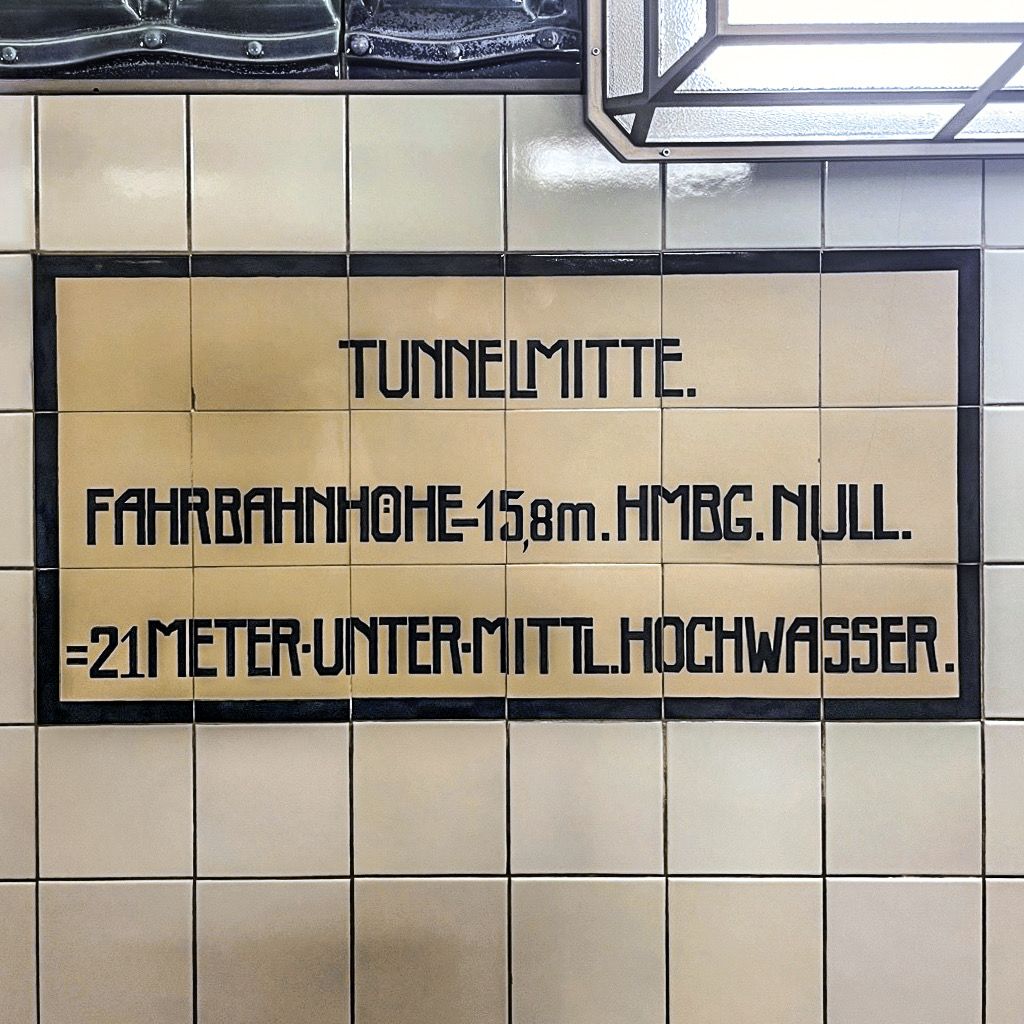 TUNNELMITTE.
FAHRBAHNHÖHE–15,8m. HMBG. NULL.
=21 METER·UNTER·MITTL. HOCHWASSER.